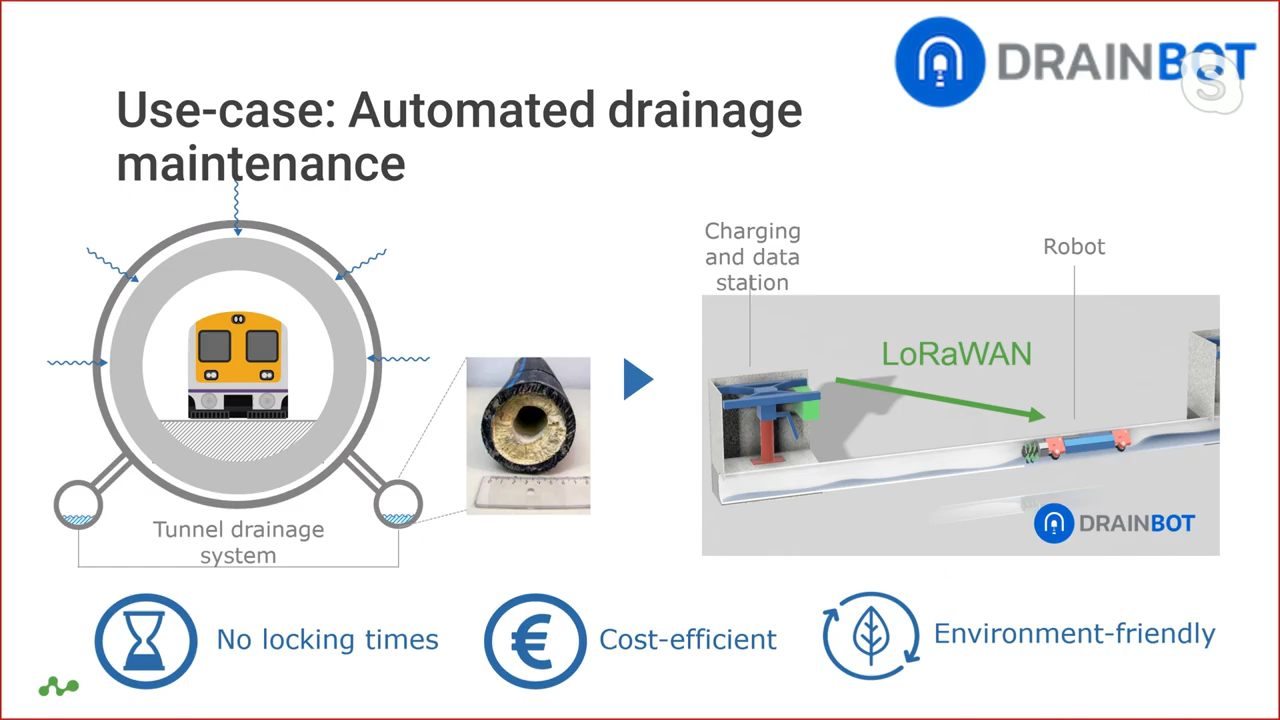 DRAINBOT
S
Use-case: Automated drainage
maintenance
Charging
and data
station
Robot
LoRaWAN
DRAINBOT
Tunnel drainage
system
No locking times
€
Cost-efficient
Environment-friendly